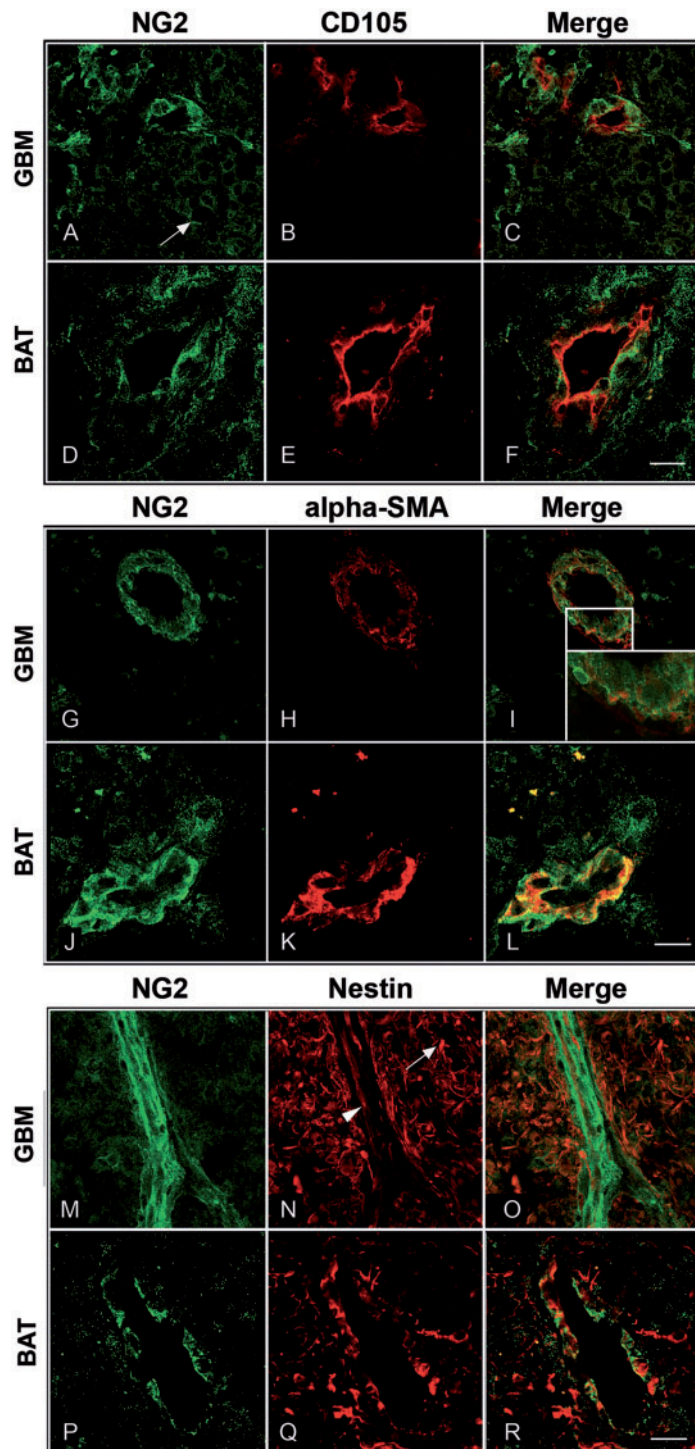 NG2 CD105 Merge
GBM
A B C
BAT
D E F
NG2 alpha-SMA Merge
GBM
G H I
BAT
J K L
NG2 Nestin Merge
GBM
M N O
BAT
P Q R